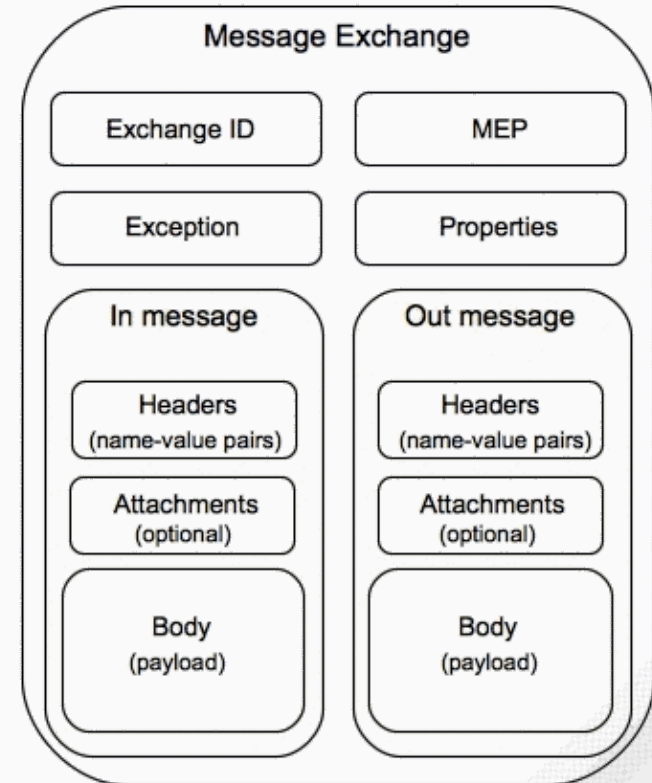 Message Exchange
Exchange ID
MEP
Exception
Properties
In message
Headers
(name-value pairs)
Attachments
(optional)
Body
(payload)
Out message
Headers
(name-value pairs)
Attachments
(optional)
Body
(payload)